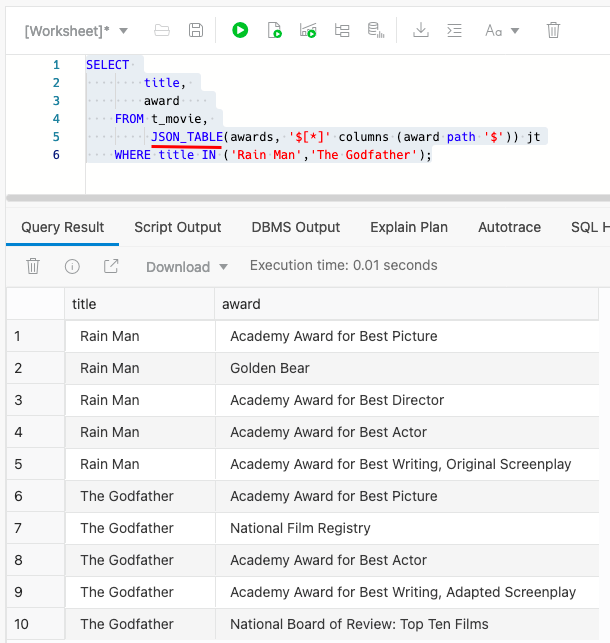 [Worksheet]*
Aa
1 SELECT
2 title,
3 award
4 FROM t_movie,
5 JSON_TABLE(awards, '$[*]' columns (award path '$')) jt
6 WHERE title IN ('Rain Man','The Godfather');
Query Result Script Output DBMS Output Explain Plan Autotrace SQL H
Download Execution time: 0.01 seconds
title award
1 Rain Man Academy Award for Best Picture
2 Rain Man Golden Bear
3 Rain Man Academy Award for Best Director
4 Rain Man Academy Award for Best Actor
5 Rain Man Academy Award for Best Writing, Original Screenplay
6 The Godfather Academy Award for Best Picture
7 The Godfather National Film Registry
8 The Godfather Academy Award for Best Actor
9 The Godfather Academy Award for Best Writing, Adapted Screenplay
10 The Godfather National Board of Review: Top Ten Films